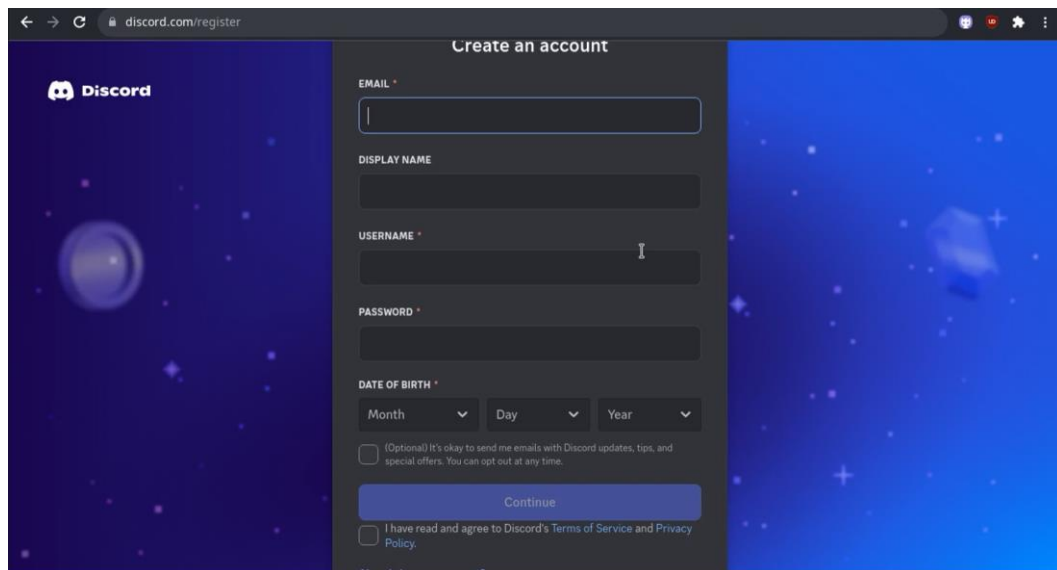 discord.com/register
Create an account
Discord
EMAIL *
DISPLAY NAME
USERNAME *
PASSWORD *
DATE OF BIRTH *
Month Day Year
(Optional) It's okay to send me emails with Discord updates, tips, and
special offers. You can opt out at any time.
Continue
I have read and agree to Discord's Terms of Service and Privacy
Policy.